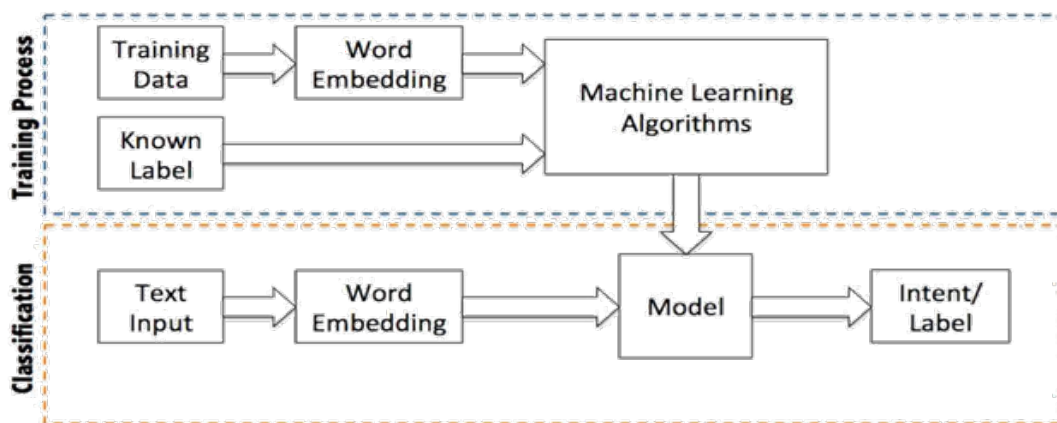 Training Process
Training
Data
Word
Embedding
Machine Learning
Algorithms
Known
Label
Classification
Text
Input
Word
Embedding
Model
Intent/
Label